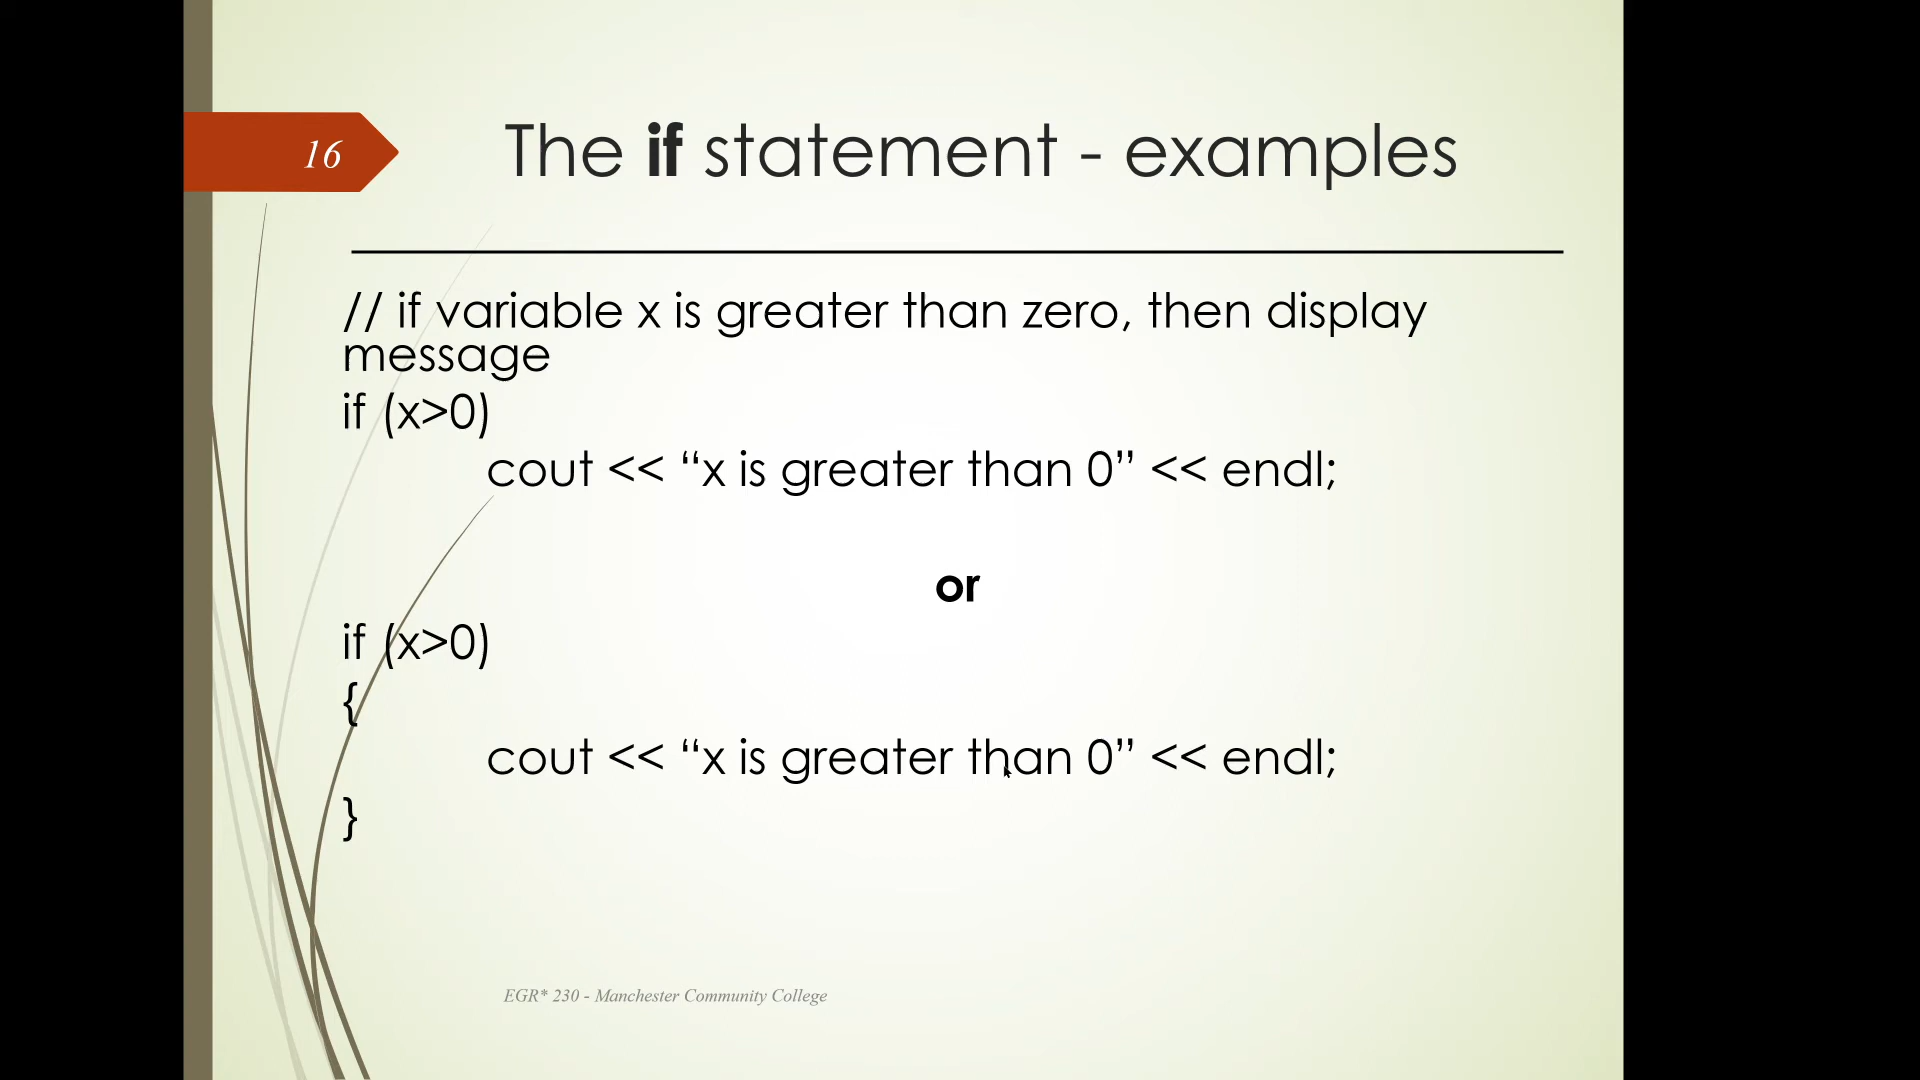 16
The if statement - examples
// if variable x is greater than zero, then display
message
if (x>0)
cout << “x is greater than 0” << endl;
or
if (x>0)
{
cout << “x is greater than 0” << endl;
}
EGR* 230 - Manchester Community College